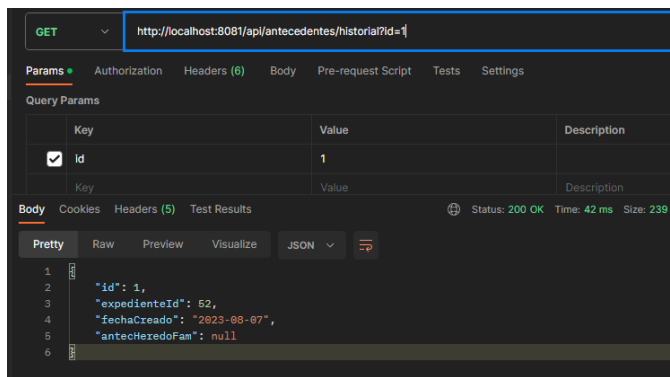 GET http://localhost:8081/api/antecedentes/historial?id=1
Params Authorization Headers (6) Body Pre-request Script Tests Settings
Query Params
Key Value Description
id 1
Key Value Description
Body Cookies Headers (5) Test Results Status: 200 OK Time: 42 ms Size: 239
Pretty Raw Preview Visualize JSON
1 {
2 "id": 1,
3 "expedienteId": 52,
4 "fechaCreado": "2023-08-07",
5 "antecHeredoFam": null
6 }